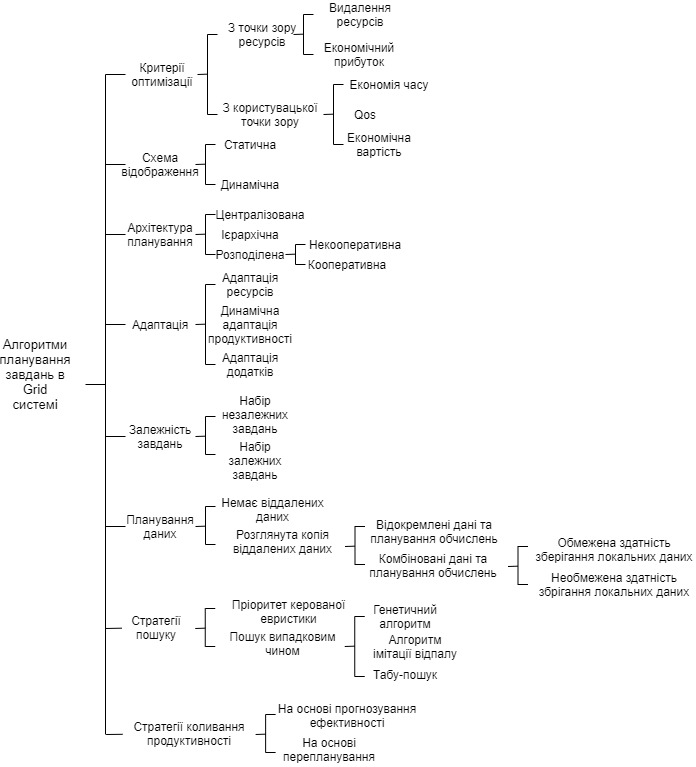 Алгоритми
планування
завдань в
Grid
системі
Критерії
оптимізації
З точки зору
ресурсів
Видалення
ресурсів
Економічний
прибуток
З користувацької
точки зору
Економія часу
Qos
Економічна
вартість
Схема
відображення
Статична
Динамічна
Архітектура
планування
Централізована
Ієрархічна
Розподілена
Некооперативна
Кооперативна
Адаптація
Адаптація
ресурсів
Динамічна
адаптація
продуктивності
Адаптація
додатків
Залежність
завдань
Набір
незалежних
завдань
Набір
залежних
завдань
Планування
даних
Немає віддалених
даних
Розглянута копія
віддалених даних
Відокремлені дані та
планування обчислень
Комбіновані дані та
планування обчислень
Обмежена здатність
зберігання локальних даних
Необмежена здатність
збрігання локальних даних
Стратегії
пошуку
Пріоритет керованої
евристики
Пошук випадковим
чином
Генетичний
алгоритм
Алгоритм
імітації відпалу
Табу-пошук
Стратегії коливання
продуктивності
На основі прогнозування
ефективності
На основі
перепланування